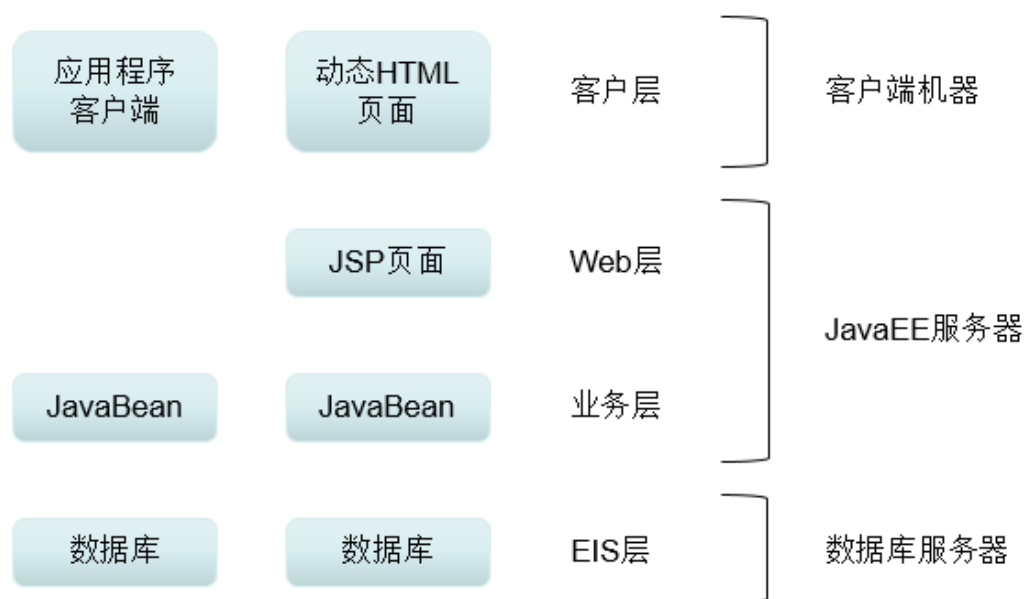 应用程序
客户端
动态HTML
页面
客户层
客户端机器
JSP页面
Web层
JavaEE服务器
JavaBean
JavaBean
业务层
数据库
数据库
EIS层
数据库服务器